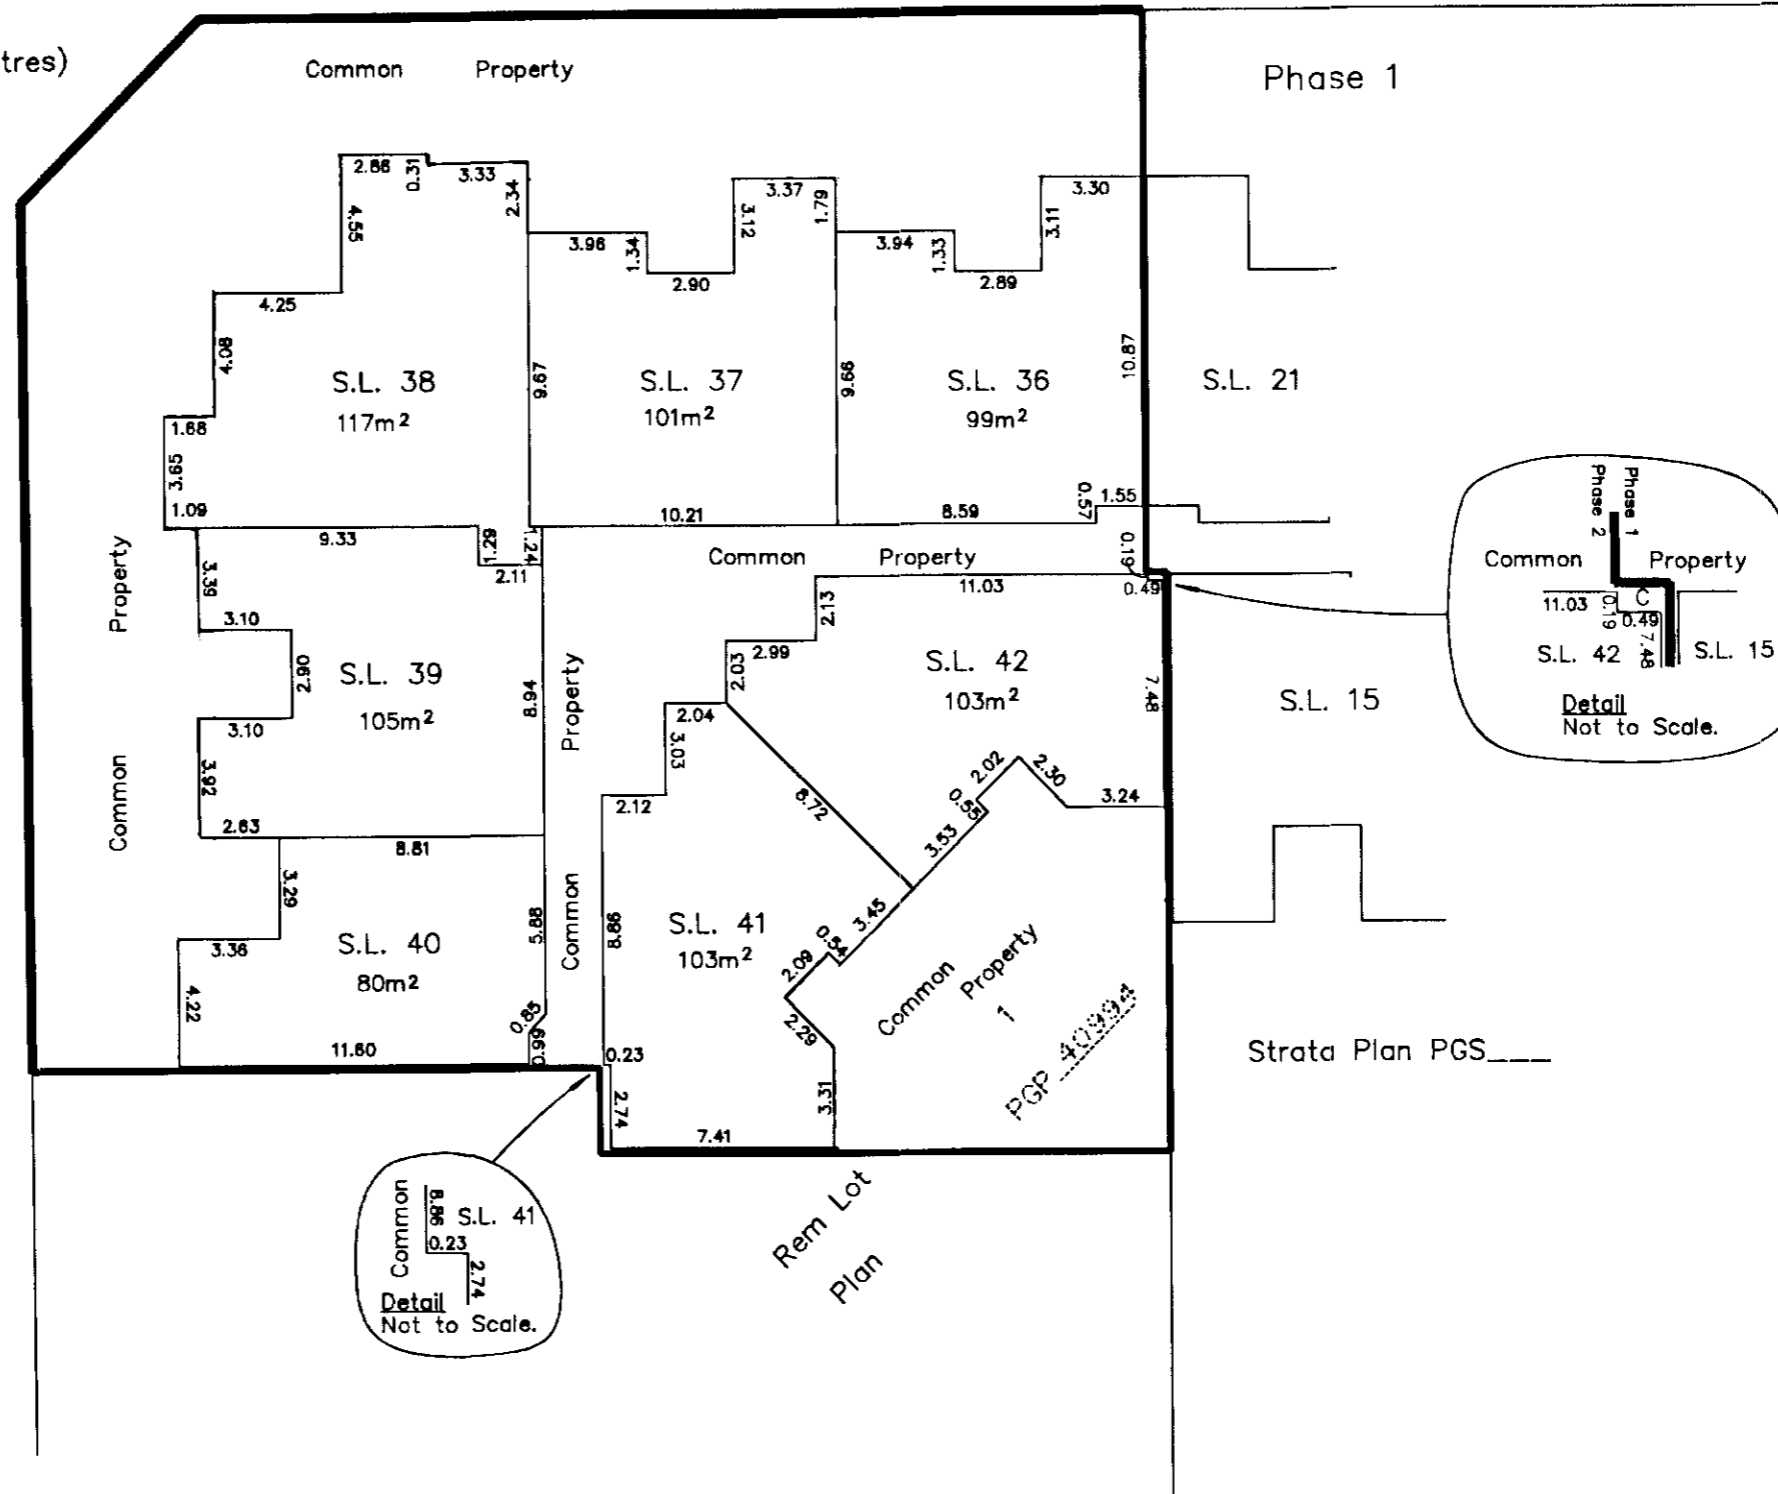 tres)
Common Property
Phase 1
2.86
0.31
3.33
2.34
4.55
3.96
1.34
2.90
3.12
3.37
1.79
3.94
1.33
2.89
3.11
3.30
4.25
4.08
S.L. 38
117m²
9.67
S.L. 37
101m²
9.66
S.L. 36
99m²
10.87
S.L. 21
1.68
3.65
1.09
9.33
1.29
1.24
2.11
10.21
8.59
0.57
1.55
0.19
0.49
Common Property
11.03
2.13
Common Property
3.39
3.10
2.90
S.L. 39
105m²
3.10
3.92
2.63
8.94
Common Property
2.99
2.03
S.L. 42
103m²
7.48
S.L. 15
2.04
3.03
2.12
8.72
2.02
2.30
0.55
3.53
3.24
8.81
3.29
3.36
S.L. 40
80m²
5.88
4.22
11.60
0.85
0.96
8.86
S.L. 41
103m²
3.45
0.54
2.09
2.29
3.31
0.23
2.74
7.41
Common Property
1
PGP 40994
Strata Plan PGS___
Rem Lot
Plan
Phase 1
Phase 2
Common Property
11.03
0.19
C
0.49
7.48
S.L. 42
S.L. 15
Detail
Not to Scale.
Common
8.86
S.L. 41
0.23
2.74
Detail
Not to Scale.